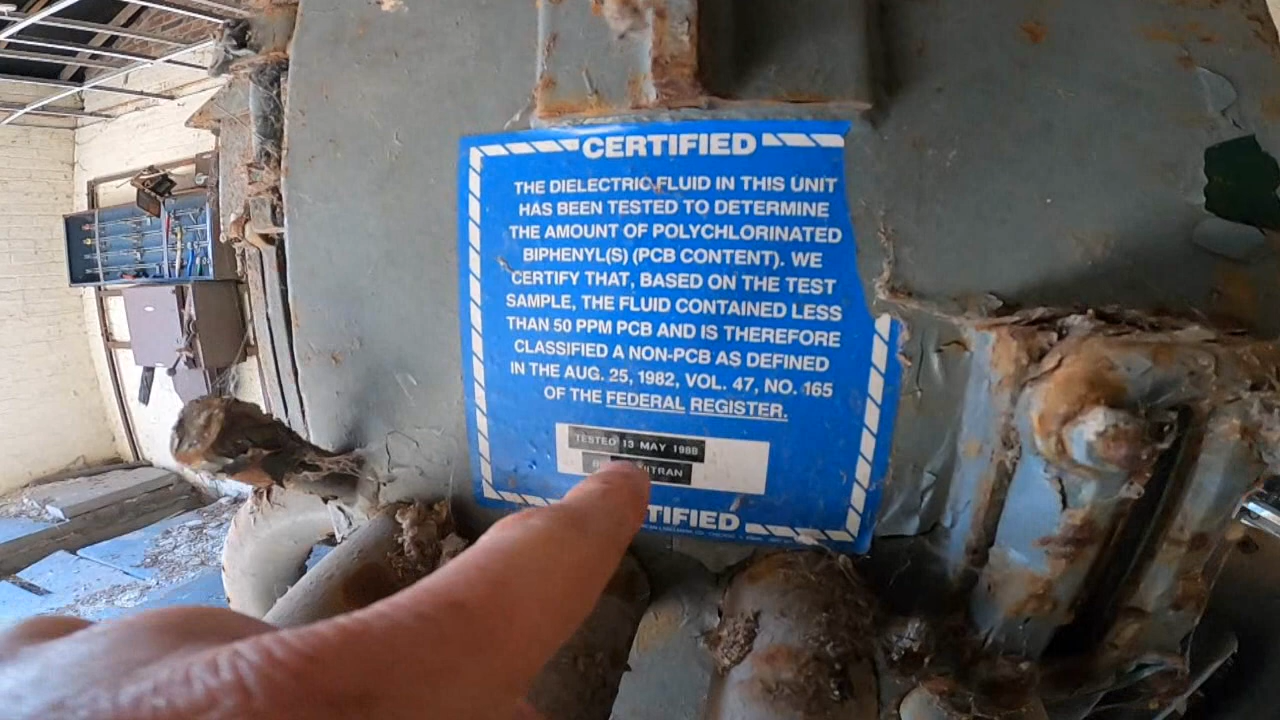 CERTIFIED
THE DIELECTRIC FLUID IN THIS UNIT
HAS BEEN TESTED TO DETERMINE
THE AMOUNT OF POLYCHLORINATED
BIPHENYL(S) (PCB CONTENT). WE
CERTIFY THAT, BASED ON THE TEST
SAMPLE, THE FLUID CONTAINED LESS
THAN 50 PPM PCB AND IS THEREFORE
CLASSIFIED A NON-PCB AS DEFINED
IN THE AUG. 25, 1982, VOL. 47, NO. 165
OF THE FEDERAL REGISTER.
TESTED 13 MAY 1988
TIFIED